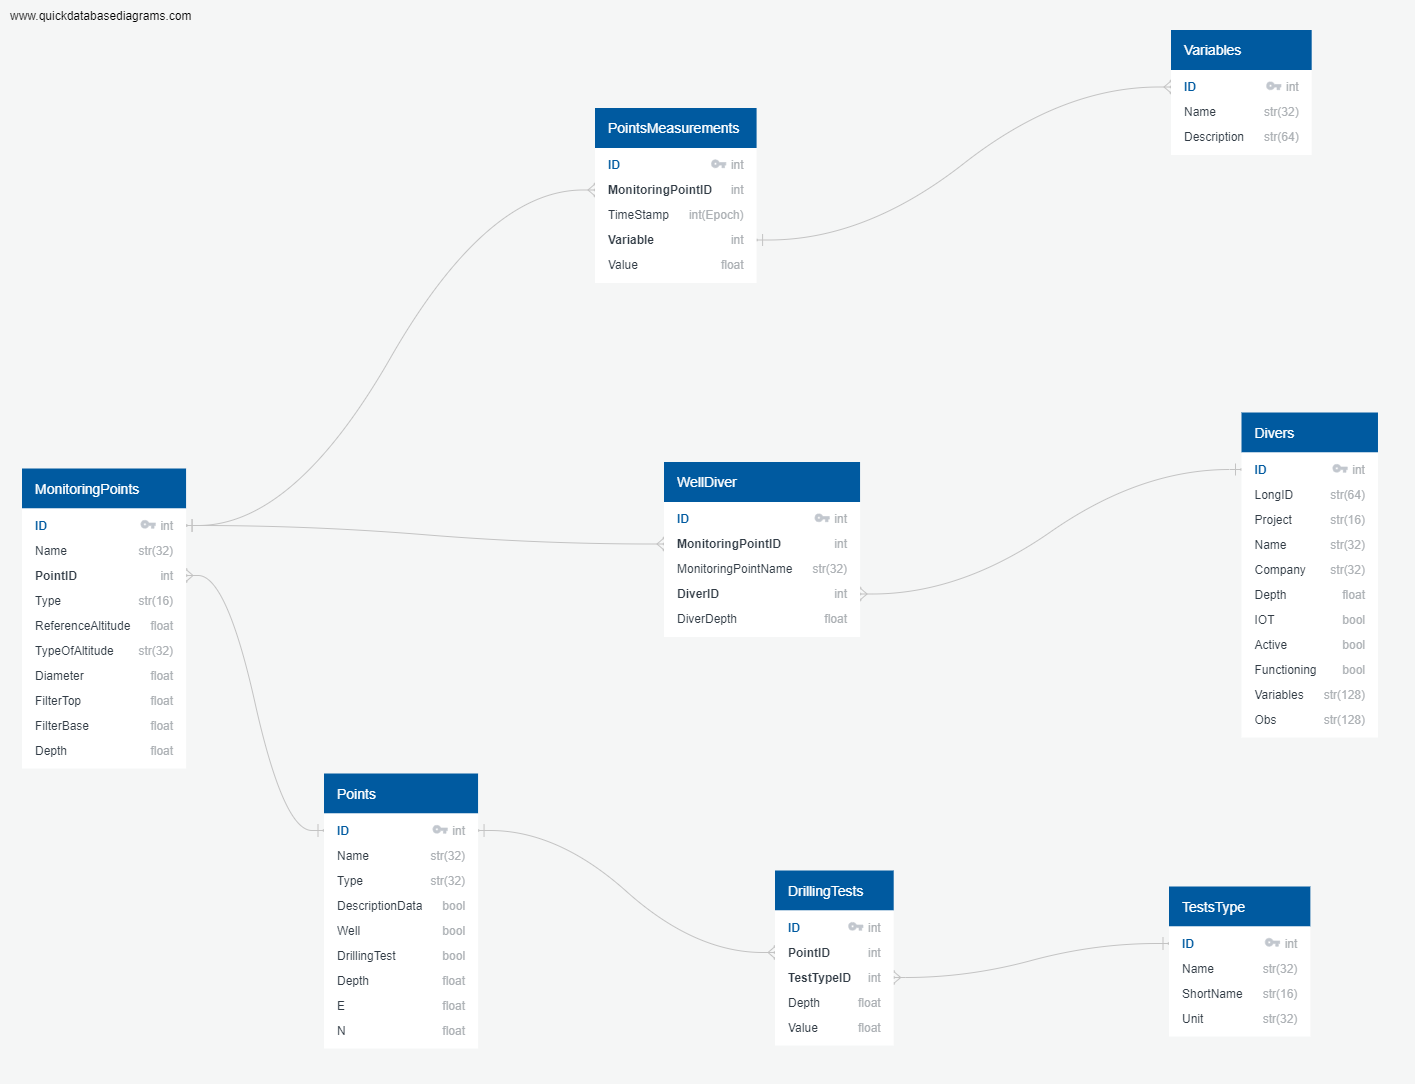 www.quickdatabasediagrams.com
Variables
ID int
Name str(32)
Description str(64)
PointsMeasurements
ID int
MonitoringPointID int
TimeStamp int(Epoch)
Variable int
Value float
Divers
ID int
LongID str(64)
Project str(16)
Name str(32)
Company str(32)
Depth float
IOT bool
Active bool
Functioning bool
Variables str(128)
Obs str(128)
WellDiver
ID int
MonitoringPointID int
MonitoringPointName str(32)
DiverID int
DiverDepth float
MonitoringPoints
ID int
Name str(32)
PointID int
Type str(16)
ReferenceAltitude float
TypeOfAltitude str(32)
Diameter float
FilterTop float
FilterBase float
Depth float
Points
ID int
Name str(32)
Type str(32)
DescriptionData bool
Well bool
DrillingTest bool
Depth float
E float
N float
DrillingTests
ID int
PointID int
TestTypeID int
Depth float
Value float
TestsType
ID int
Name str(32)
ShortName str(16)
Unit str(32)